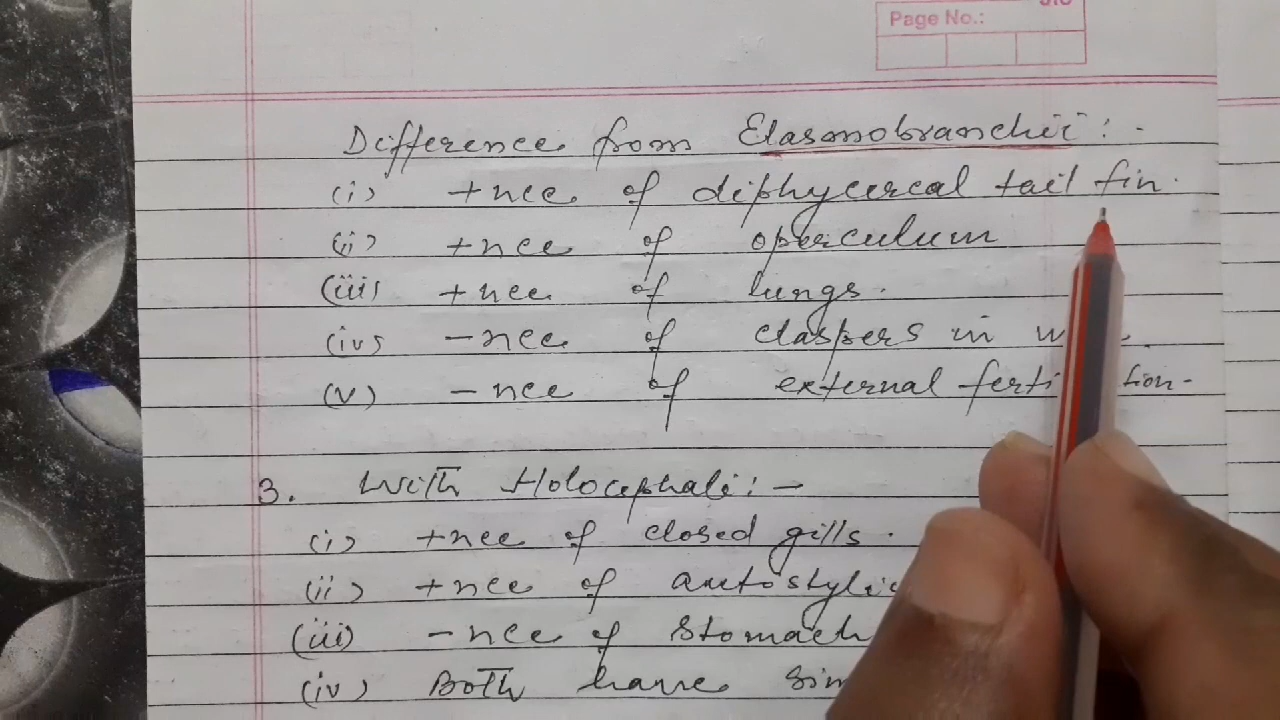 Page No.:
Difference from Elasmobranchii:-
(i) +nce of diphycercal tail fin.
(ii) +nce of operculum
(iii) +nce of lungs.
(iv) -nce of claspers in
(v) -nce of external
3. With Holocephali:-
(i) +nce of closed gills.
(ii) +nce of
(iii) -nce of stomach
(iv) Both have